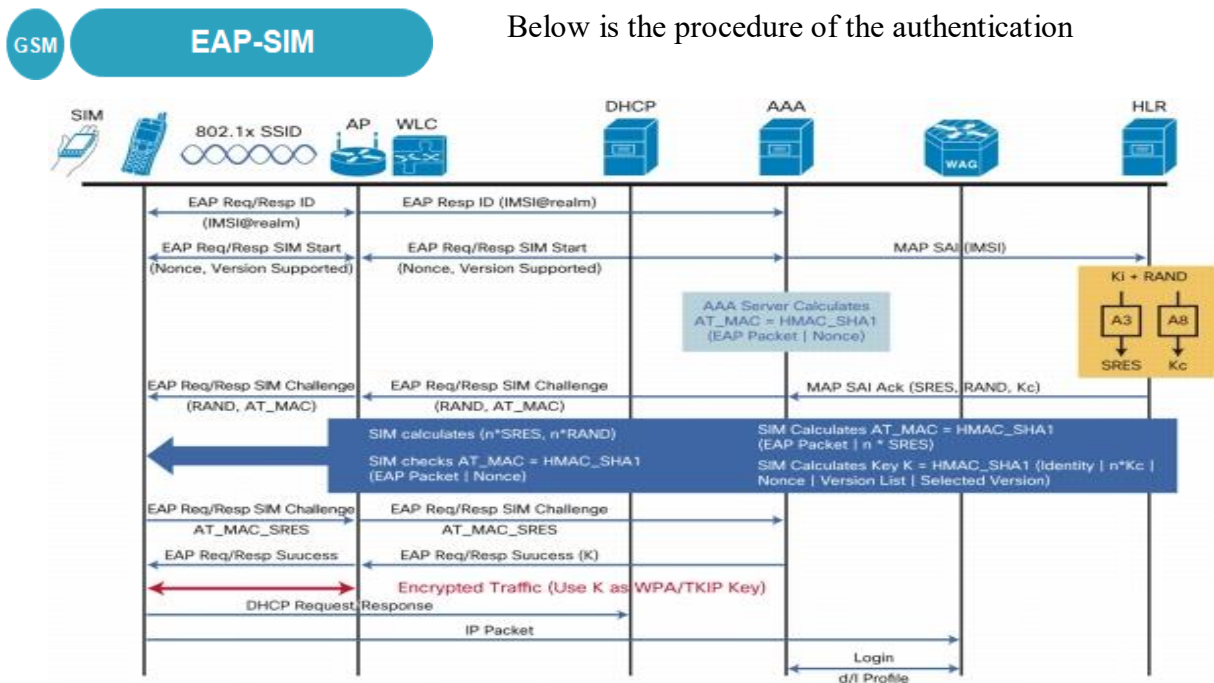 GSM
EAP-SIM
Below is the procedure of the authentication
SIM
802.1x SSID
AP
WLC
DHCP
AAA
WAG
HLR
EAP Req/Resp ID
(IMSI@realm)
EAP Resp ID (IMSI@realm)
EAP Req/Resp SIM Start
(Nonce, Version Supported)
EAP Req/Resp SIM Start
(Nonce, Version Supported)
MAP SAI (IMSI)
Ki + RAND
A3
A8
SRES
Kc
AAA Server Calculates
AT_MAC = HMAC_SHA1
(EAP Packet | Nonce)
EAP Req/Resp SIM Challenge
(RAND, AT_MAC)
EAP Req/Resp SIM Challenge
(RAND, AT_MAC)
MAP SAI Ack (SRES, RAND, Kc)
SIM calculates (n*SRES, n*RAND)
SIM checks AT_MAC = HMAC_SHA1
(EAP Packet | Nonce)
SIM Calculates AT_MAC = HMAC_SHA1
(EAP Packet | n * SRES)
SIM Calculates Key K = HMAC_SHA1 (Identity | n*Kc |
Nonce | Version List | Selected Version)
EAP Req/Resp SIM Challenge
AT_MAC_SRES
EAP Req/Resp SIM Challenge
AT_MAC_SRES
EAP Req/Resp Suucess
EAP Req/Resp Suucess (K)
Encrypted Traffic (Use K as WPA/TKIP Key)
DHCP Request/Response
IP Packet
Login
d/l Profile